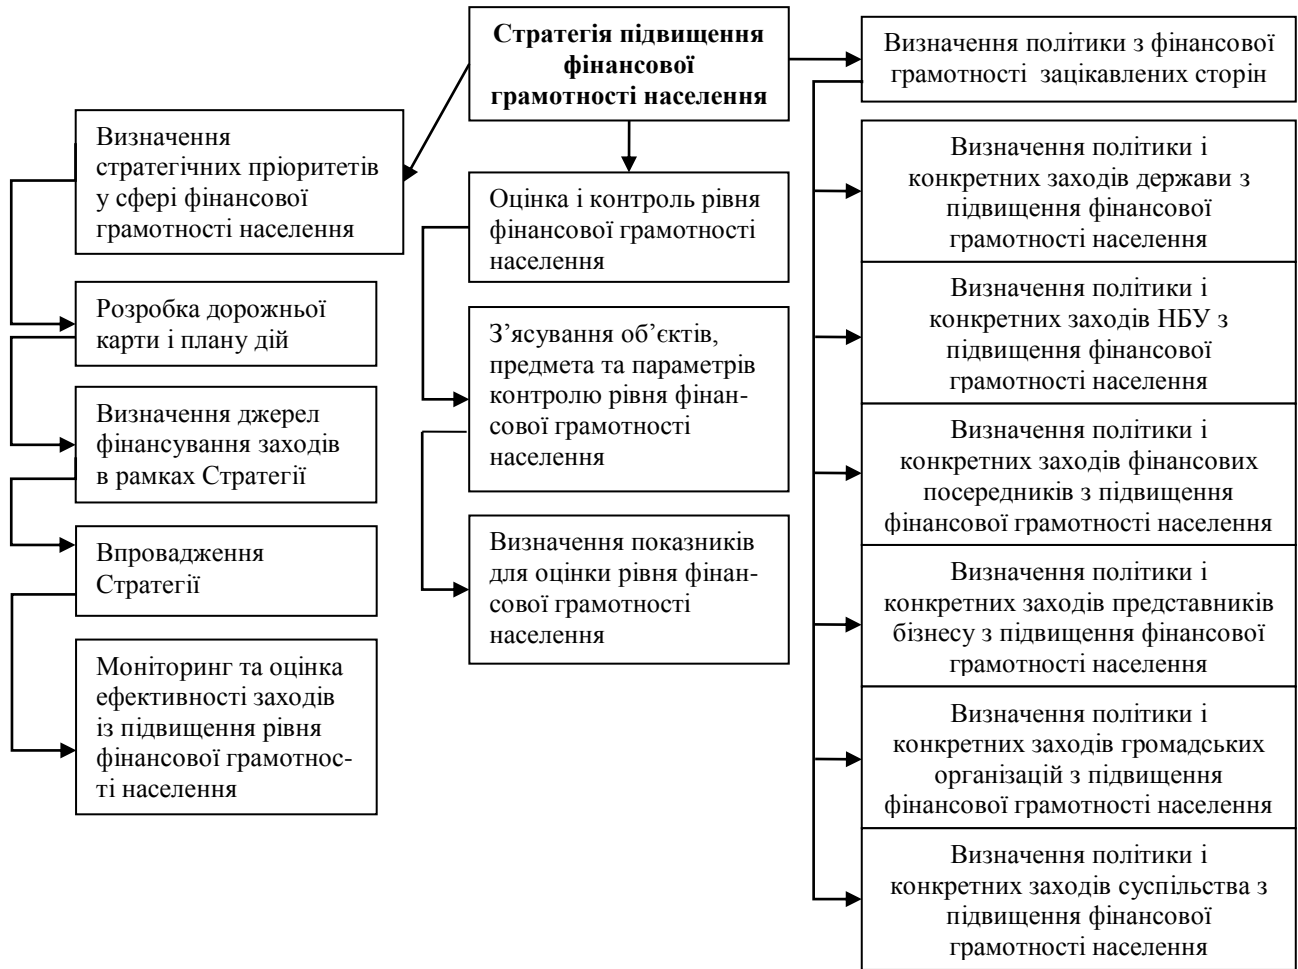 Стратегія підвищення
фінансової
грамотності населення
Визначення
стратегічних пріоритетів
у сфері фінансової
грамотності населення
Розробка дорожньої
карти і плану дій
Визначення джерел
фінансування заходів
в рамках Стратегії
Впровадження
Стратегії
Моніторинг та оцінка
ефективності заходів
із підвищення рівня
фінансової грамотнос-
ті населення
Оцінка і контроль рівня
фінансової грамотності
населення
З’ясування об’єктів,
предмета та параметрів
контролю рівня фінан-
сової грамотності
населення
Визначення показників
для оцінки рівня фінан-
сової грамотності
населення
Визначення політики з фінансової
грамотності зацікавлених сторін
Визначення політики і
конкретних заходів держави з
підвищення фінансової
грамотності населення
Визначення політики і
конкретних заходів НБУ з
підвищення фінансової
грамотності населення
Визначення політики і
конкретних заходів фінансових
посередників з підвищення
фінансової грамотності населення
Визначення політики і
конкретних заходів представників
бізнесу з підвищення фінансової
грамотності населення
Визначення політики і
конкретних заходів громадських
організацій з підвищення
фінансової грамотності населення
Визначення політики і
конкретних заходів суспільства з
підвищення фінансової
грамотності населення